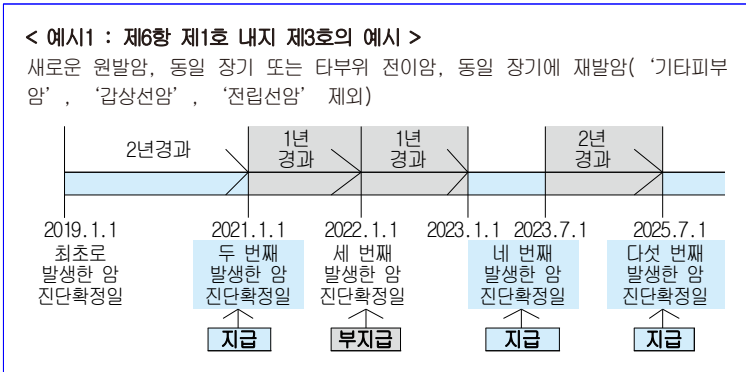 < 예시1 : 제6항 제1호 내지 제3호의 예시 >
새로운 원발암, 동일 장기 또는 타부위 전이암, 동일 장기에 재발암( ‘기타피부
암’, ‘갑상선암’, ‘전립선암’ 제외)
2년경과 1년 경과 1년 경과 2년 경과
2019.1.1 2021.1.1 2022.1.1 2023.1.1 2023.7.1 2025.7.1
최초로 두 번째 세 번째 네 번째 다섯 번째
발생한 암 발생한 암 발생한 암 발생한 암 발생한 암
진단확정일 진단확정일 진단확정일 진단확정일 진단확정일
지급 부지급 지급 지급